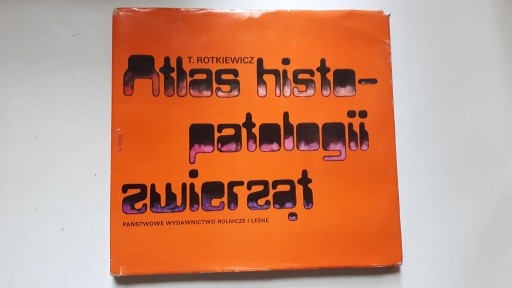 T. ROTKIEWICZ
Atlas histo-
patologii
zwierząt
PAŃSTWOWE WYDAWNICTWO ROLNICZE I LEŚNE